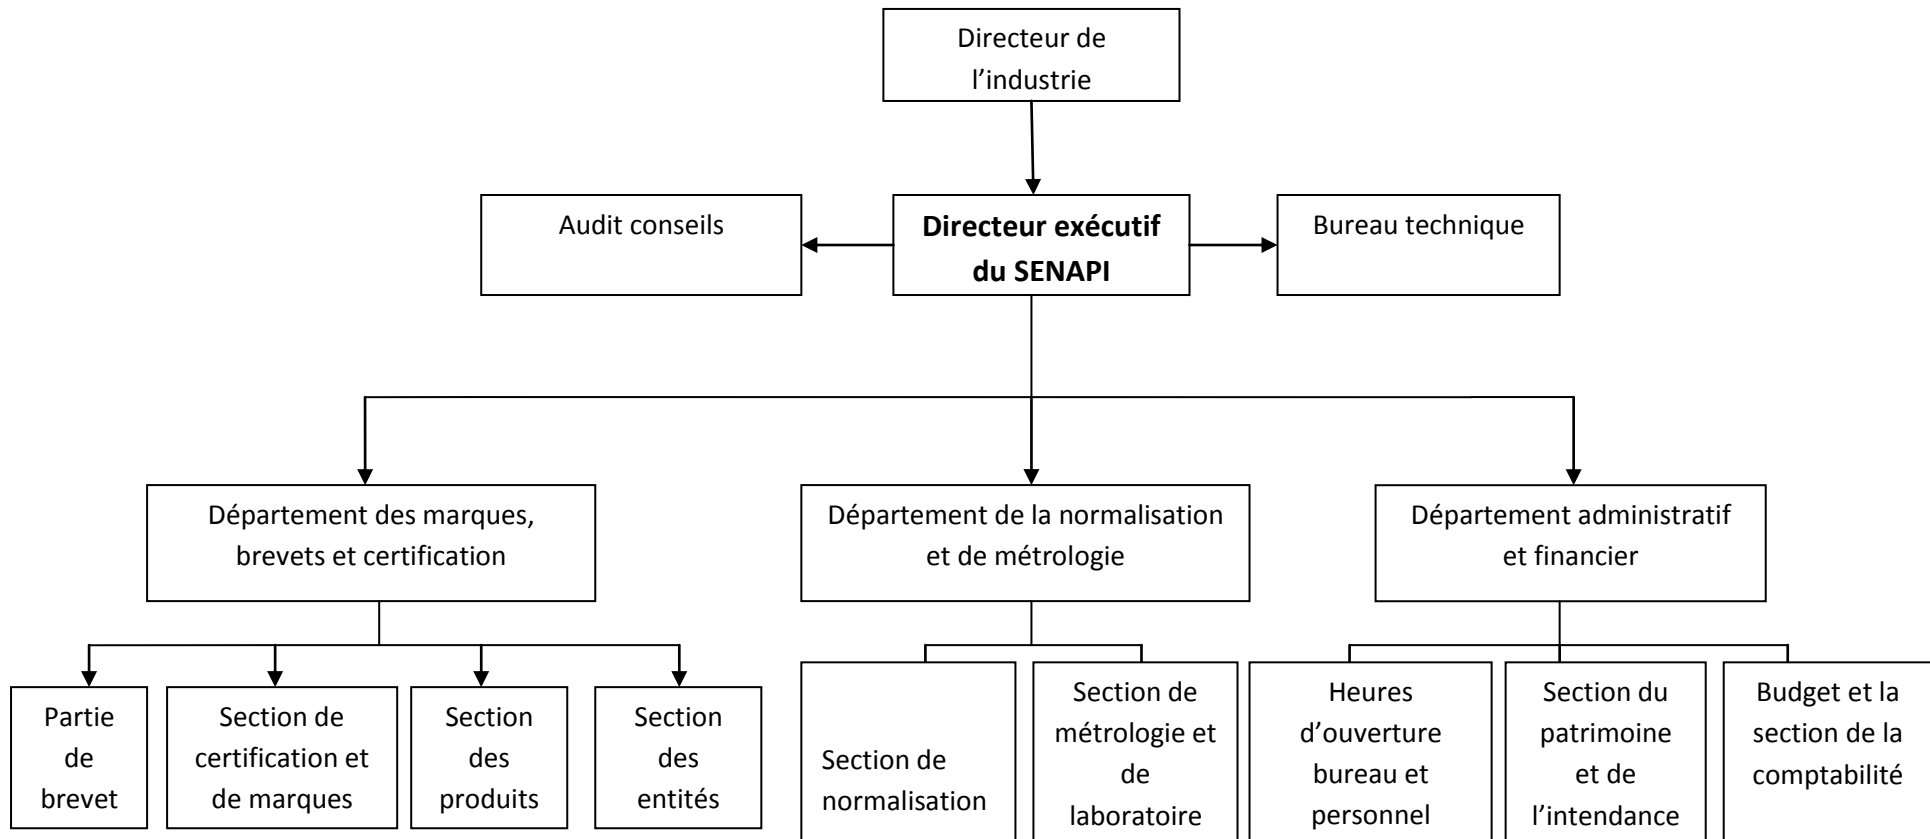 Directeur de
l’industrie
Audit conseils
Directeur exécutif
du SENAPI
Bureau technique
Département des marques,
brevets et certification
Département de la normalisation
et de métrologie
Département administratif
et financier
Partie
de
brevet
Section de
certification et
de marques
Section
des
produits
Section
des
entités
Section de
normalisation
Section de
métrologie et
de
laboratoire
Heures
d’ouverture
bureau et
personnel
Section du
patrimoine
et de
l’intendance
Budget et la
section de la
comptabilité